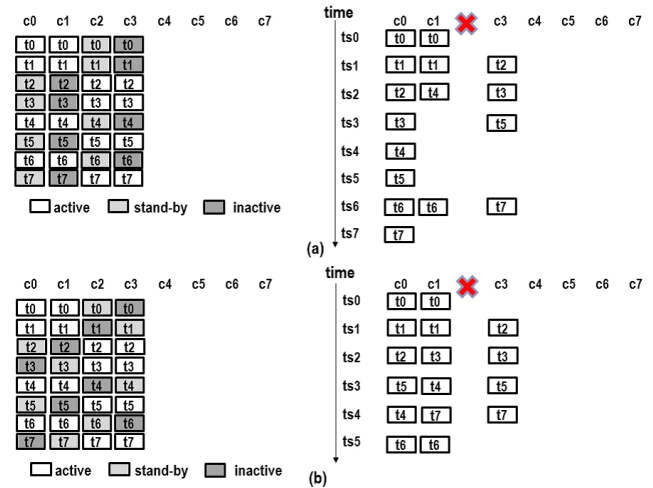 c0 c1 c2 c3 c4 c5 c6 c7
t0 t0 t0 t0
t1 t1 t1 t1
t2 t2 t2 t2
t3 t3 t3 t3
t4 t4 t4 t4
t5 t5 t5 t5
t6 t6 t6 t6
t7 t7 t7 t7
active stand-by inactive
time
c0 c1 c3 c4 c5 c6 c7
ts0 t0 t0
ts1 t1 t1 t2
ts2 t2 t4 t3
ts3 t3 t5
ts4 t4
ts5 t5
ts6 t6 t6 t7
ts7 t7
(a)
c0 c1 c2 c3 c4 c5 c6 c7
t0 t0 t0 t0
t1 t1 t1 t1
t2 t2 t2 t2
t3 t3 t3 t3
t4 t4 t4 t4
t5 t5 t5 t5
t6 t6 t6 t6
t7 t7 t7 t7
active stand-by inactive
time
c0 c1 c3 c4 c5 c6 c7
ts0 t0 t0
ts1 t1 t1 t2
ts2 t2 t3 t3
ts3 t5 t4 t5
ts4 t4 t7 t7
ts5 t6 t6
(b)